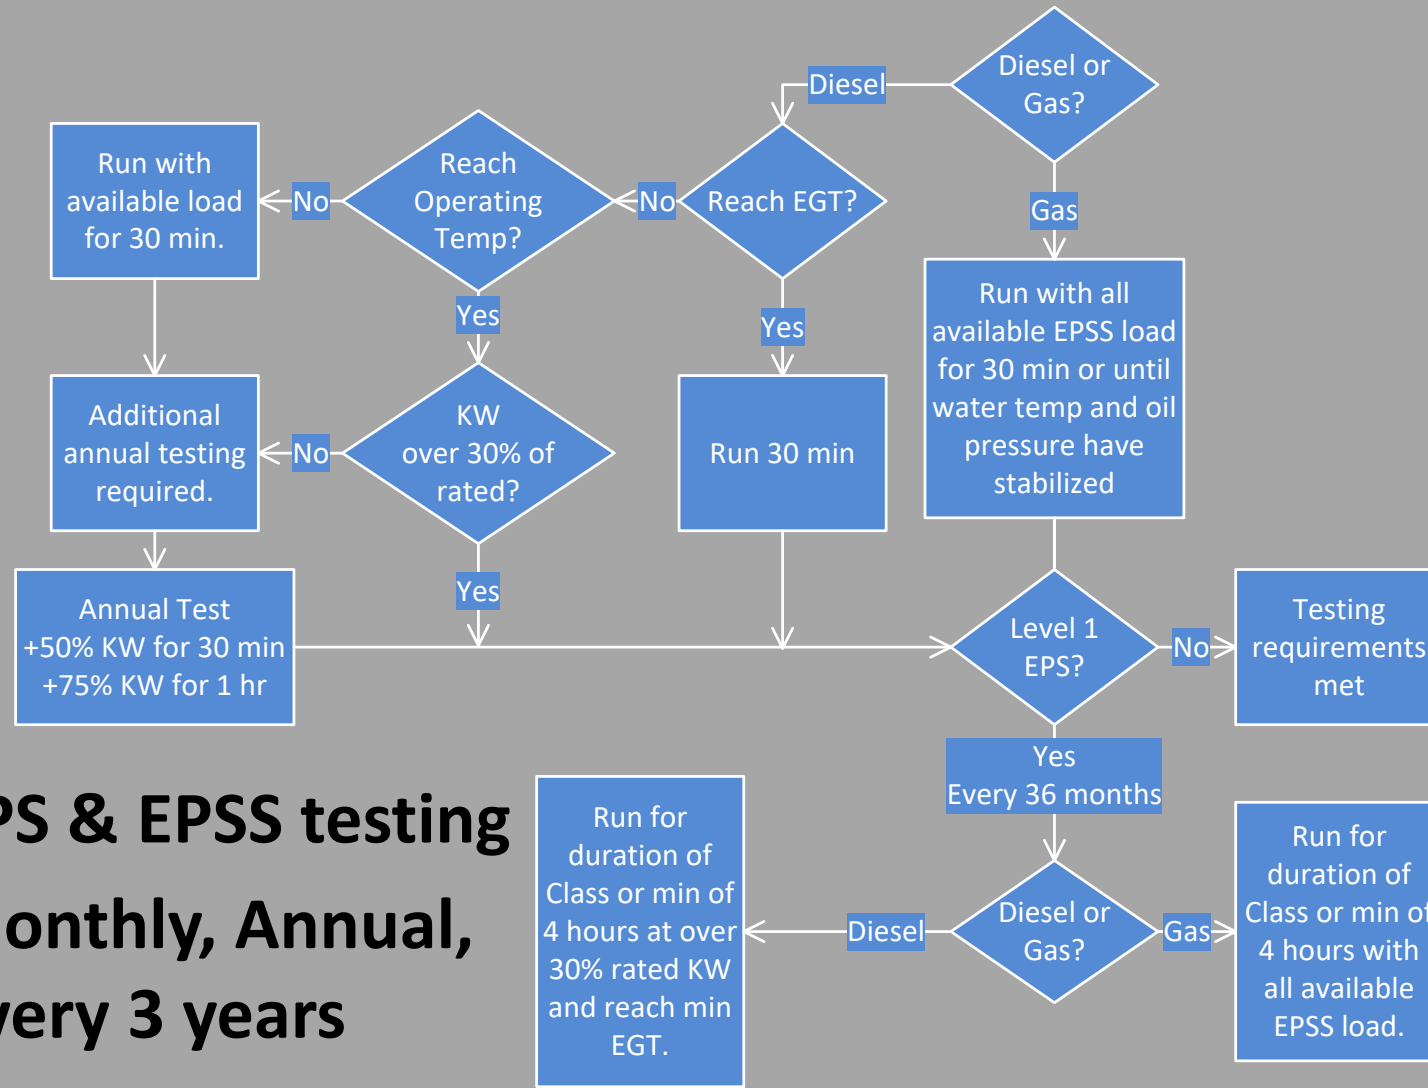 Diesel or
Gas?
Diesel
Gas
Reach EGT?
No
Yes
Reach
Operating
Temp?
No
Yes
Run with
available load
for 30 min.
Run with all
available EPSS load
for 30 min or until
water temp and oil
pressure have
stabilized
Additional
annual testing
required.
No
KW
over 30% of
rated?
Yes
Run 30 min
Annual Test
+50% KW for 30 min
+75% KW for 1 hr
Level 1
EPS?
No
Testing
requirements
met
Yes
Every 36 months
PS & EPSS testing
onthly, Annual,
very 3 years
Run for
duration of
Class or min of
4 hours at over
30% rated KW
and reach min
EGT.
Diesel
Diesel or
Gas?
Gas
Run for
duration of
Class or min of
4 hours with
all available
EPSS load.